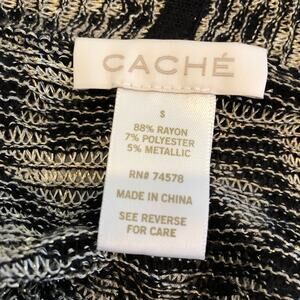 CACHÉ
S
88% RAYON
7% POLYESTER
5% METALLIC
RN# 74578
MADE IN CHINA
SEE REVERSE
FOR CARE